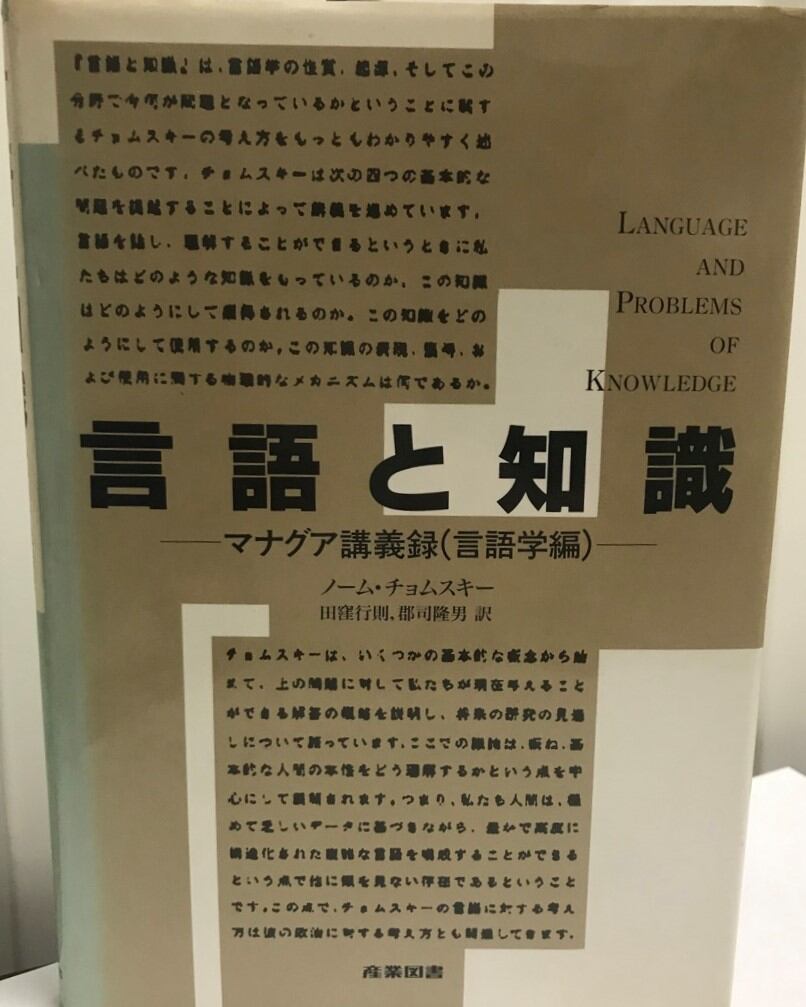 『言語と知識』は、言語学の性質、起源、そしてこの
分野で今何が問題となっているかということに関す
るチョムスキーの考え方をもっともわかりやすく述
べたものです。チョムスキーは次の四つの基本的な
問題を提起することによって講義を進めています。
言語を話し、理解することができるというときに私
たちはどのような知識をもっているのか。この知識
はどのようにして獲得されるのか。この知識をどの
ようにして使用するのか。この知識の表現、獲得、お
よび使用に関する物理的なメカニズムは何であるか。
LANGUAGE
AND
PROBLEMS
OF
KNOWLEDGE
言語と知識
マナグア講義録(言語学編)
ノーム・チョムスキー
田窪行則, 郡司隆男 訳
チョムスキーは、いくつかの基本的な概念から始
めて、上の問題に対して私たちが現在与えること
ができる解答の概略を説明し、将来の研究の見通
しについて語っています。ここでの議論は、概ね、基
本的な人間の本性をどう理解するかという点を中
心にして展開されます。つまり、私たち人間は、極
めて乏しいデータに基づきながら、豊かで高度に
構造化された複雑な言語を構成することができる
という点で他に類を見ない存在であるということ
です。この点で、チョムスキーの言語に対する考え
方は彼の政治に対する考え方とも関連してきます。
産業図書